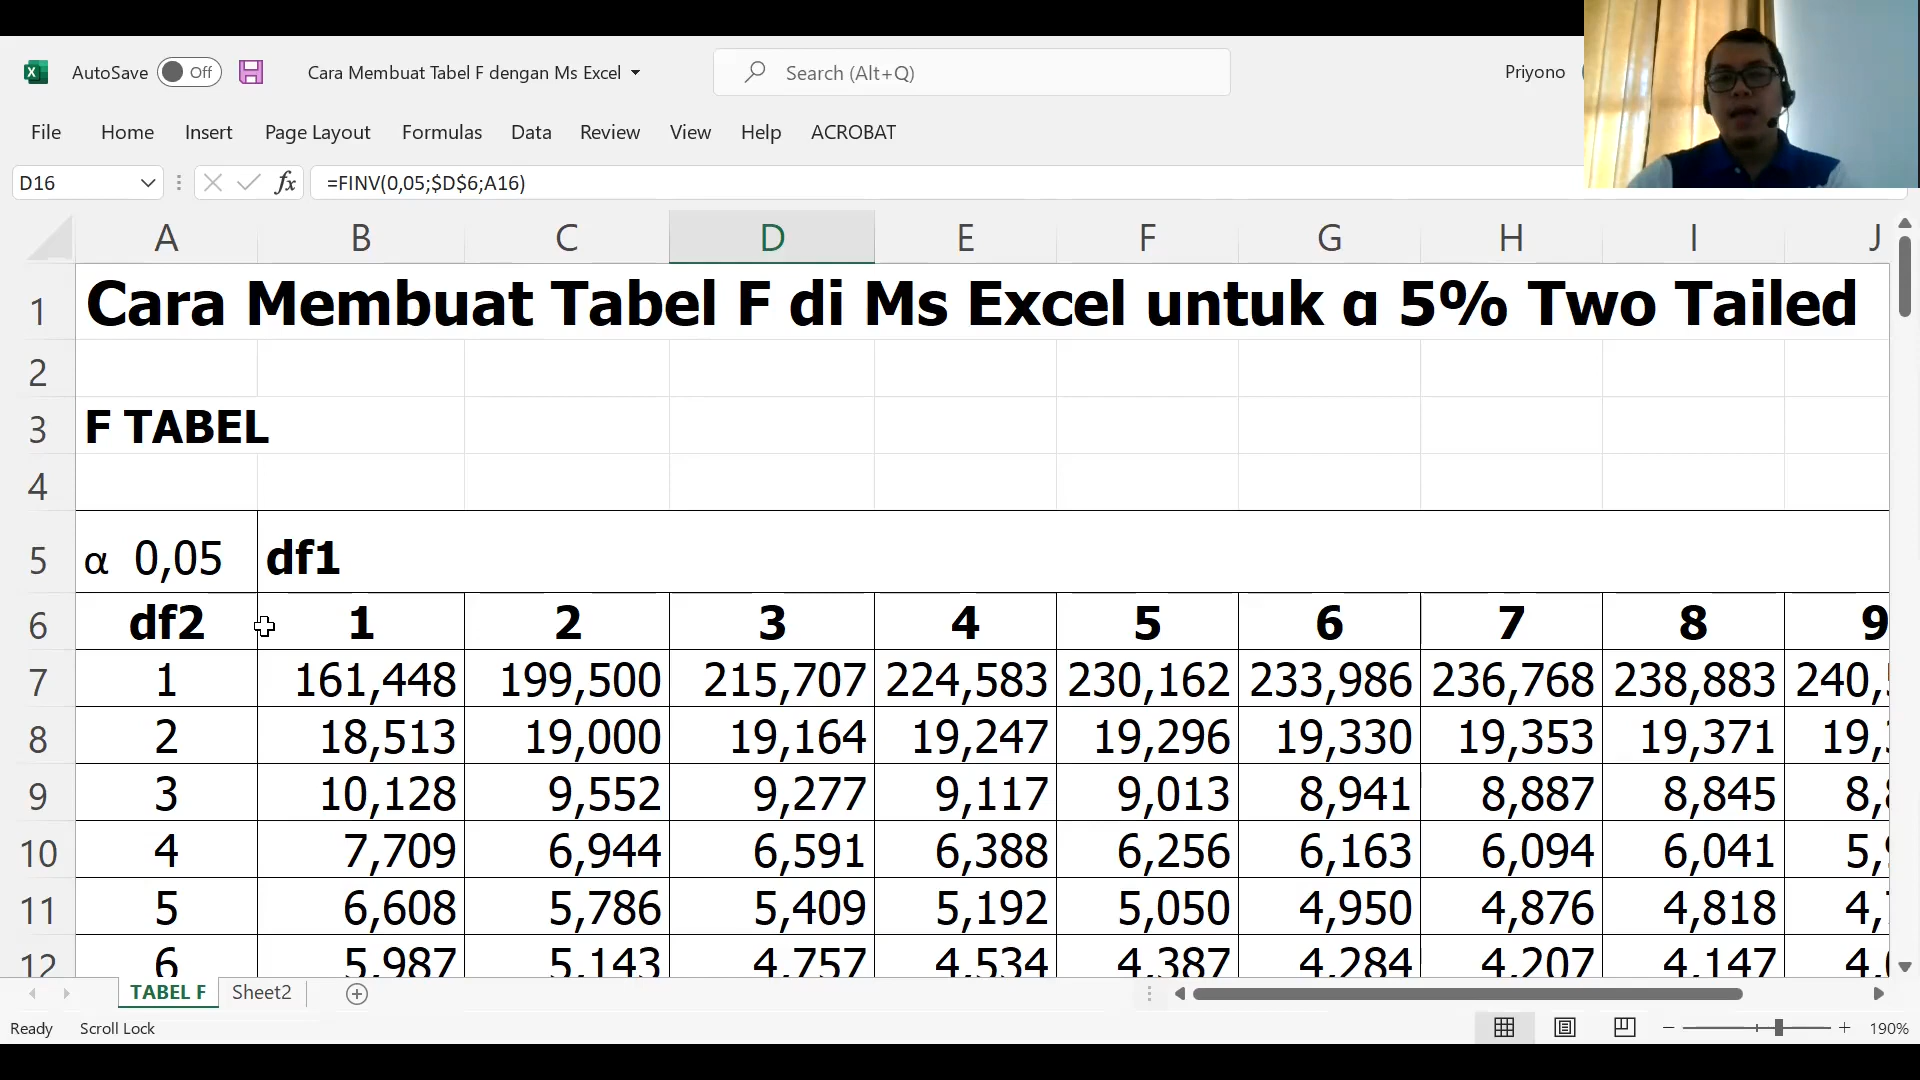 AutoSave Off Cara Membuat Tabel F dengan Ms Excel Search (Alt+Q) Priyono
File Home Insert Page Layout Formulas Data Review View Help ACROBAT
D16 fx =FINV(0,05;$D$6;A16)
A B C D E F G H I J
1 Cara Membuat Tabel F di Ms Excel untuk α 5% Two Tailed
2
3 F TABEL
4
5 α 0,05 df1
6 df2 1 2 3 4 5 6 7 8 9
7 1 161,448 199,500 215,707 224,583 230,162 233,986 236,768 238,883
8 2 18,513 19,000 19,164 19,247 19,296 19,330 19,353 19,371
9 3 10,128 9,552 9,277 9,117 9,013 8,941 8,887 8,845
10 4 7,709 6,944 6,591 6,388 6,256 6,163 6,094 6,041
11 5 6,608 5,786 5,409 5,192 5,050 4,950 4,876 4,818
12 6 5,987 5,143 4,757 4,534 4,387 4,284 4,207 4,147
TABEL F Sheet2
Ready Scroll Lock 190%